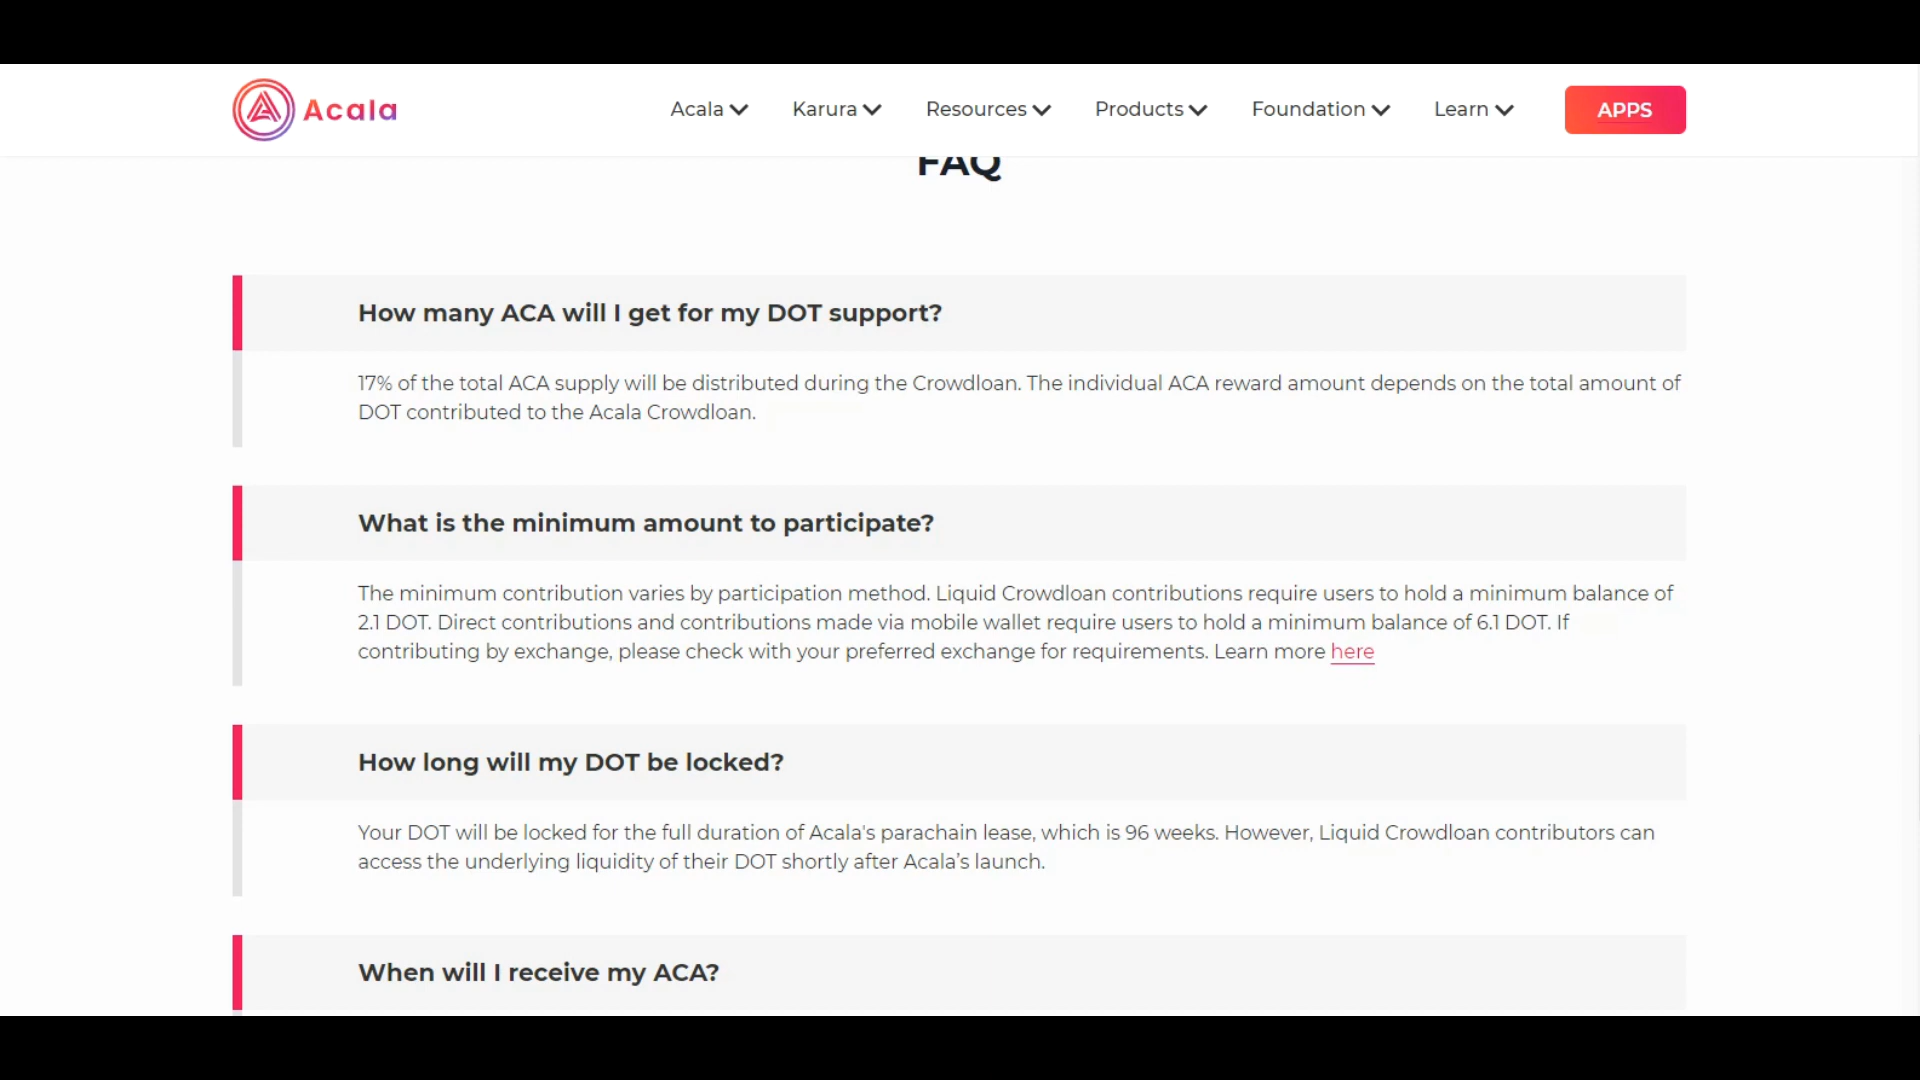 Acala
Acala
Karura
Resources
Products
Foundation
Learn
APPS
FAQ
How many ACA will I get for my DOT support?
17% of the total ACA supply will be distributed during the Crowdloan. The individual ACA reward amount depends on the total amount of
DOT contributed to the Acala Crowdloan.
What is the minimum amount to participate?
The minimum contribution varies by participation method. Liquid Crowdloan contributions require users to hold a minimum balance of
2.1 DOT. Direct contributions and contributions made via mobile wallet require users to hold a minimum balance of 6.1 DOT. If
contributing by exchange, please check with your preferred exchange for requirements. Learn more here
How long will my DOT be locked?
Your DOT will be locked for the full duration of Acala's parachain lease, which is 96 weeks. However, Liquid Crowdloan contributors can
access the underlying liquidity of their DOT shortly after Acala’s launch.
When will I receive my ACA?